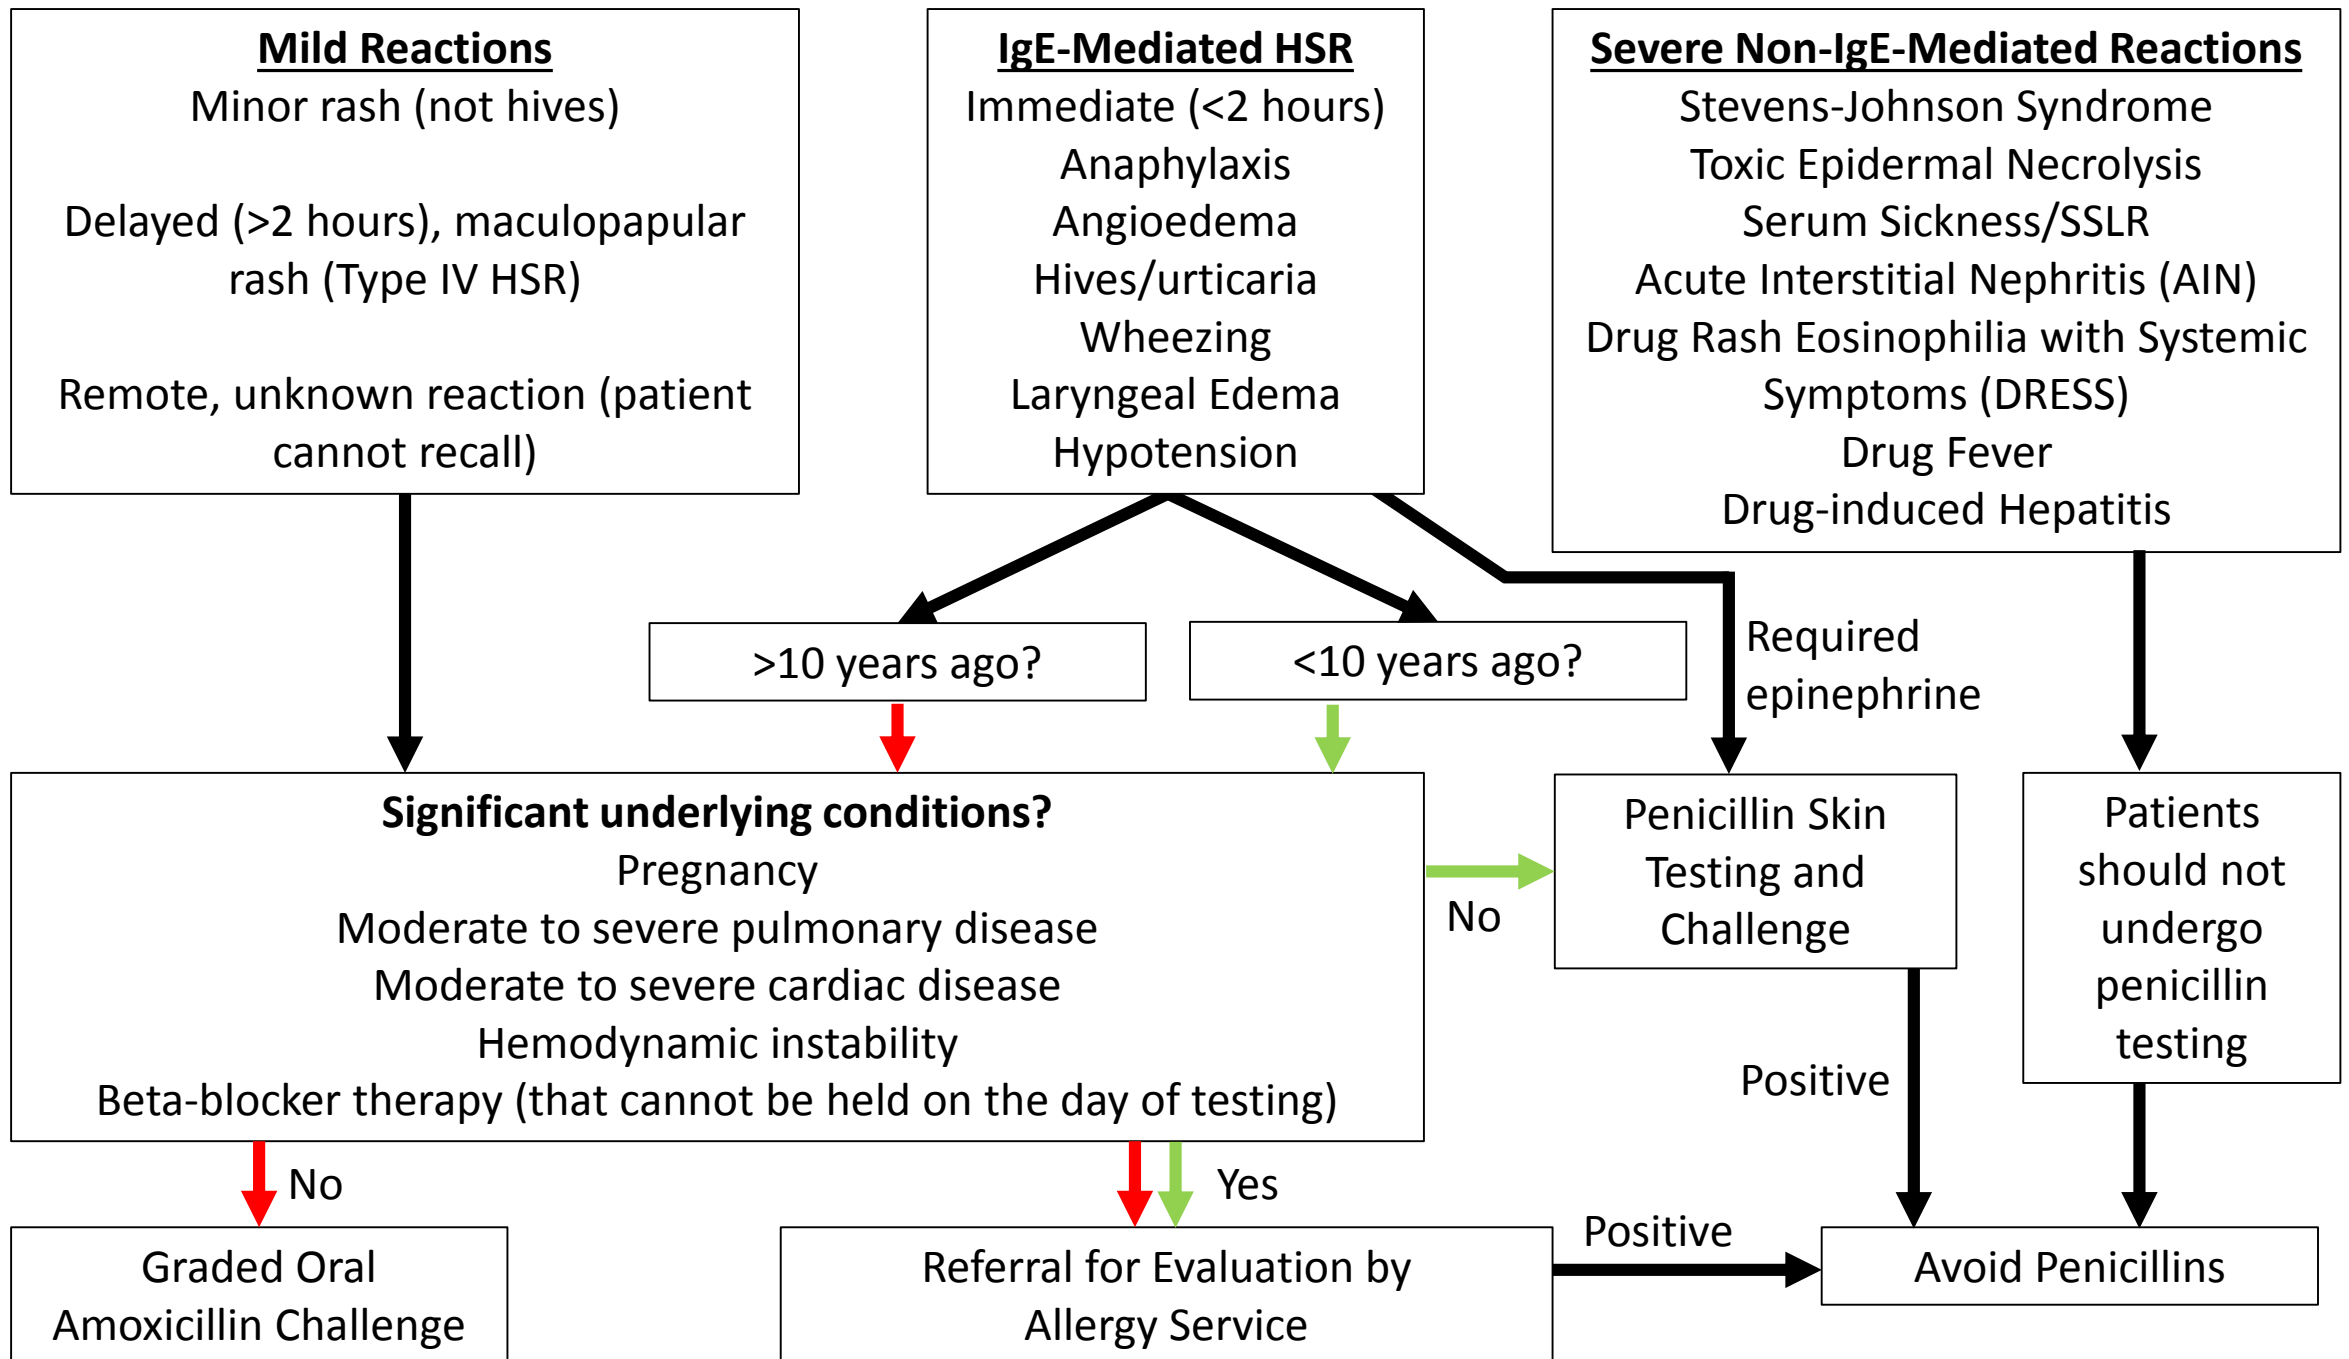 Mild Reactions
Minor rash (not hives)
Delayed (>2 hours), maculopapular
rash (Type IV HSR)
Remote, unknown reaction (patient
cannot recall)
IgE-Mediated HSR
Immediate (<2 hours)
Anaphylaxis
Angioedema
Hives/urticaria
Wheezing
Laryngeal Edema
Hypotension
Severe Non-IgE-Mediated Reactions
Stevens-Johnson Syndrome
Toxic Epidermal Necrolysis
Serum Sickness/SSLR
Acute Interstitial Nephritis (AIN)
Drug Rash Eosinophilia with Systemic
Symptoms (DRESS)
Drug Fever
Drug-induced Hepatitis
>10 years ago?
<10 years ago?
Required
epinephrine
Significant underlying conditions?
Pregnancy
Moderate to severe pulmonary disease
Moderate to severe cardiac disease
Hemodynamic instability
Beta-blocker therapy (that cannot be held on the day of testing)
No
Penicillin Skin
Testing and
Challenge
Patients
should not
undergo
penicillin
testing
Positive
No
Yes
Graded Oral
Amoxicillin Challenge
Referral for Evaluation by
Allergy Service
Positive
Avoid Penicillins